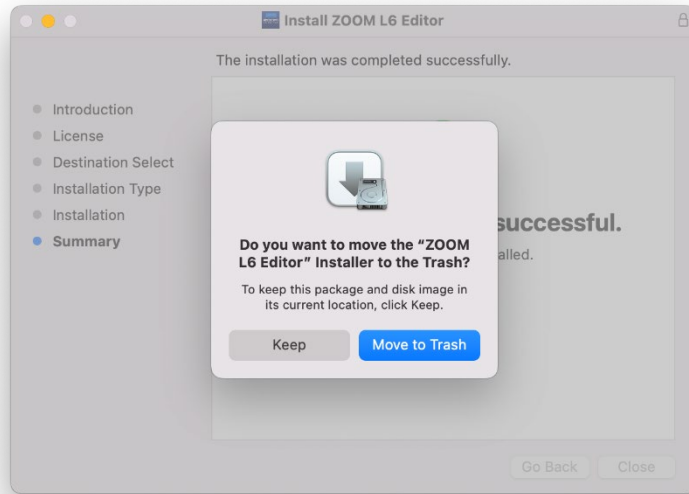 Install ZOOM L6 Editor
The installation was completed successfully.
Introduction
License
Destination Select
Installation Type
Installation
Summary
successful.
alled.
Do you want to move the “ZOOM
L6 Editor” Installer to the Trash?
To keep this package and disk image in
its current location, click Keep.
Keep
Move to Trash
Go Back
Close